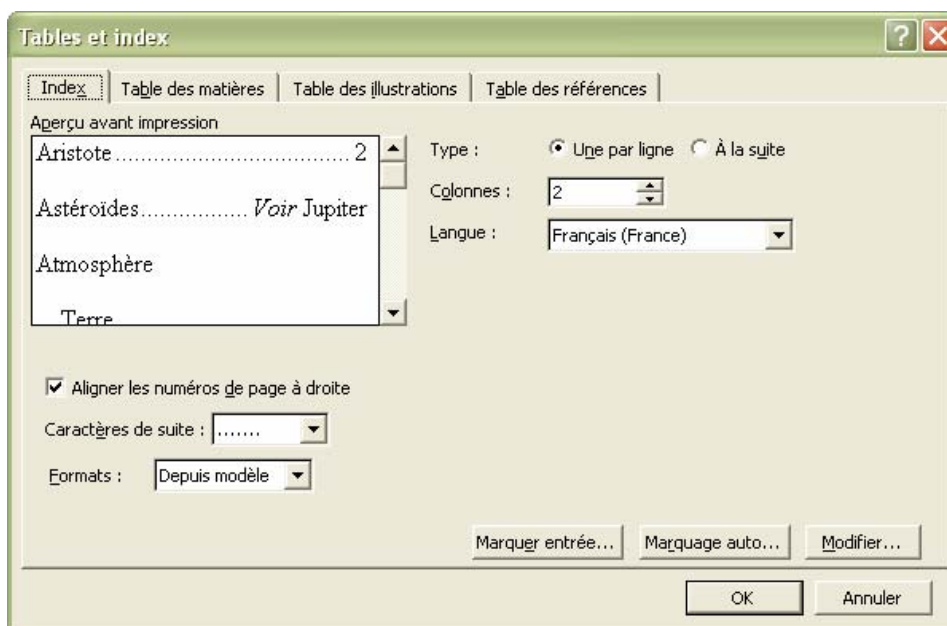 Tables et index
Index Table des matières Table des illustrations Table des références
Aperçu avant impression
Aristote................................... 2
Astéroïdes................. Voir Jupiter
Atmosphère
Terre
Type : Une par ligne À la suite
Colonnes : 2
Langue : Français (France)
Aligner les numéros de page à droite
Caractères de suite : .......
Formats : Depuis modèle
Marquer entrée... Marquage auto... Modifier...
OK Annuler